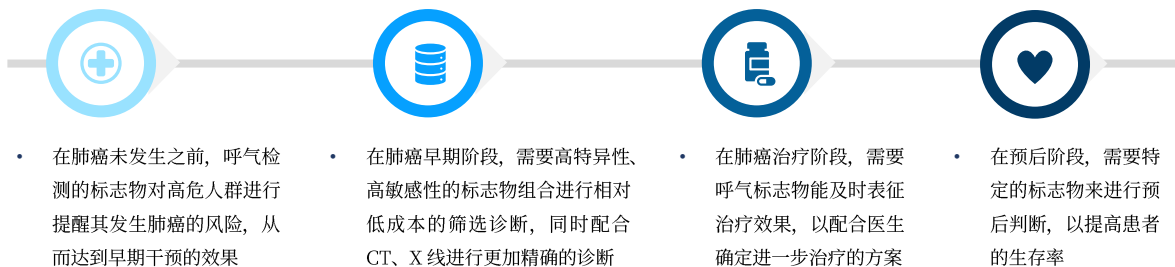 在肺癌未发生之前，呼气检
测的标志物对高危人群进行
提醒其发生肺癌的风险，从
而达到早期干预的效果
在肺癌早期阶段，需要高特异性、
高敏感性的标志物组合进行相对
低成本的筛选诊断，同时配合
CT、X 线进行更加精确的诊断
在肺癌治疗阶段，需要
呼气标志物能及时表征
治疗效果，以配合医生
确定进一步治疗的方案
在预后阶段，需要特
定的标志物来进行预
后判断，以提高患者
的生存率